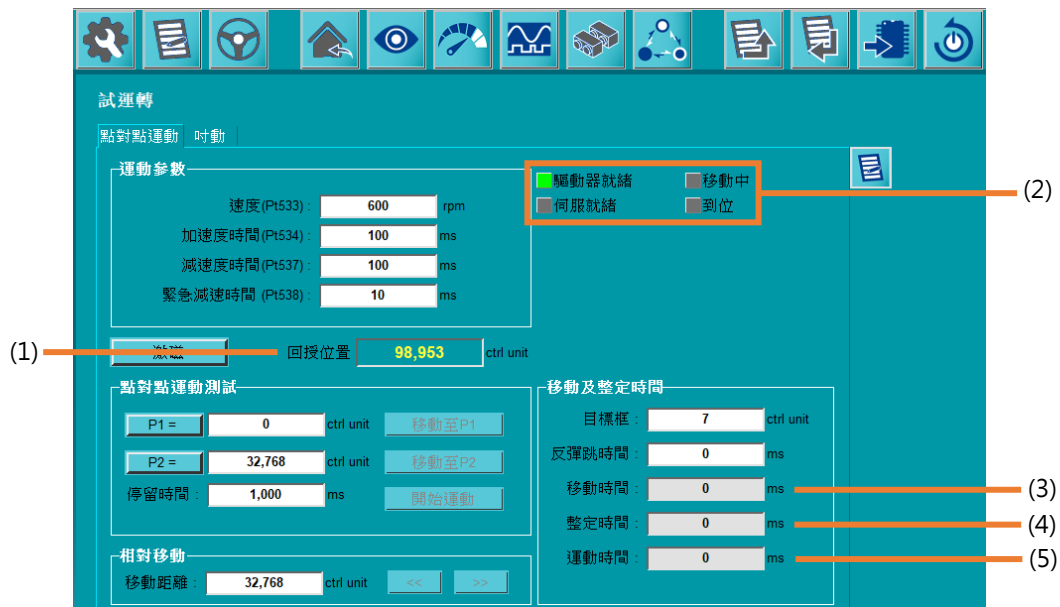 試運轉
點對點運動 吋動
運動參數
速度(Pt533) : 600 rpm
加速度時間(Pt534) : 100 ms
減速度時間(Pt537) : 100 ms
緊急減速時間 (Pt538) : 10 ms
驅動器就緒 移動中
伺服就緒 到位
(2)
(1)
激磁 回授位置 98,953 ctrl unit
點對點運動測試
P1 = 0 ctrl unit 移動至P1
P2 = 32,768 ctrl unit 移動至P2
停留時間 : 1,000 ms 開始運動
移動及整定時間
目標框 : 7 ctrl unit
反彈跳時間 : 0 ms
移動時間 : 0 ms (3)
整定時間 : 0 ms (4)
運動時間 : 0 ms (5)
相對移動
移動距離 : 32,768 ctrl unit << >>